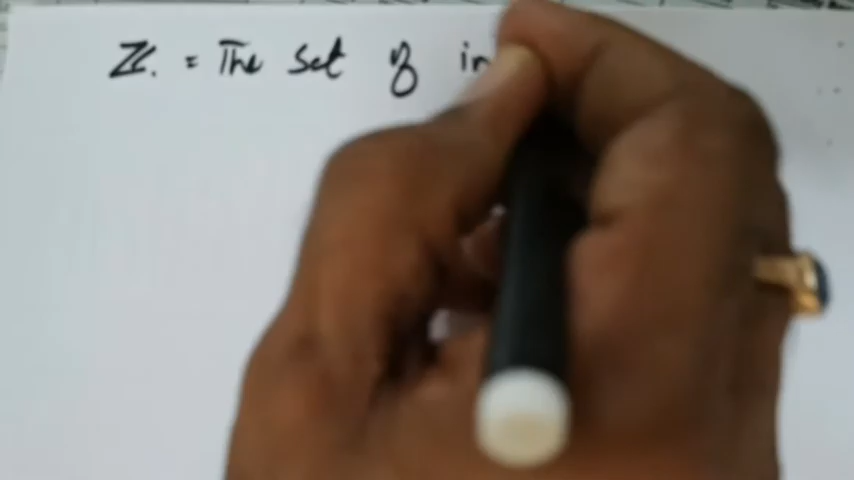 ℤ. = The set of in